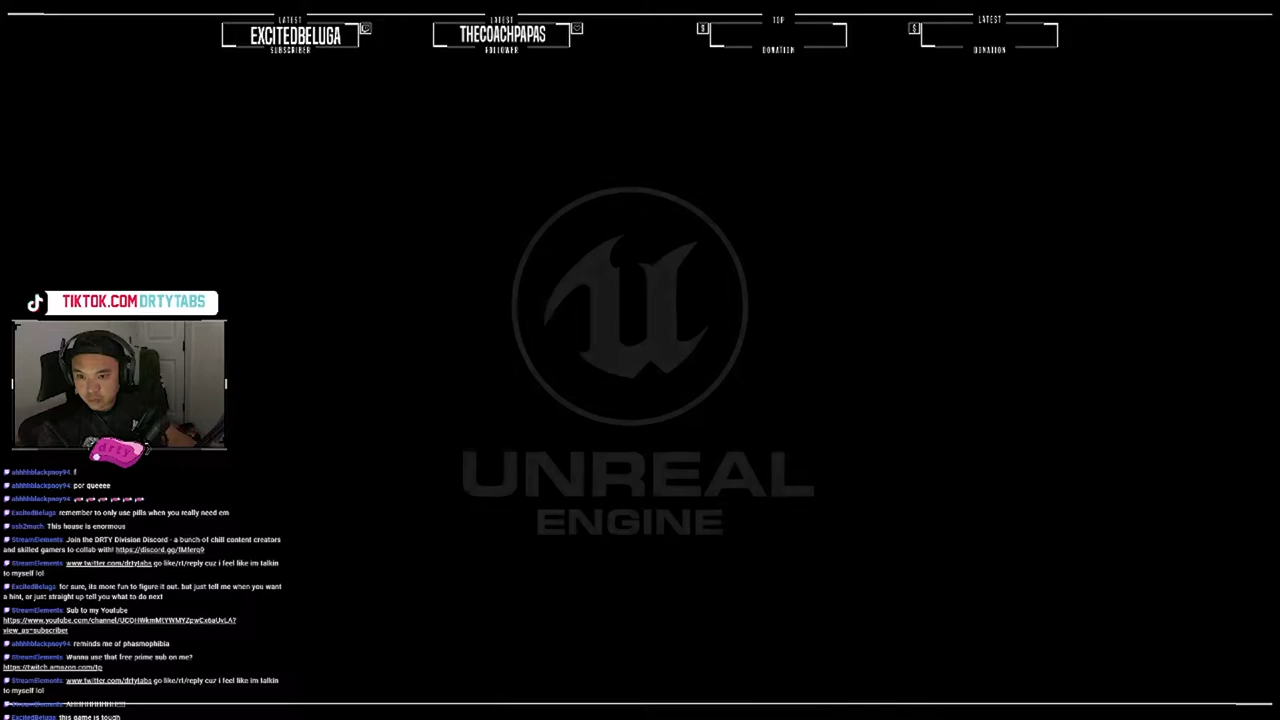 LATEST
EXCITEDBELUGA
SUBSCRIBER
LATEST
THECOACHPAPAS
FOLLOWER
TOP
DONATION
LATEST
DONATION
UNREAL
ENGINE
TIKTOK.COM DRTYTABS
drty
ahhhhblackpnoy94: f
ahhhhblackpnoy94: por queeee
ahhhhblackpnoy94:
ExcitedBeluga: remember to only use pills when you really need em
ssb2much: This house is enormous
StreamElements: Join the DRTY Division Discord - a bunch of chill content creators
and skilled gamers to collab with!
StreamElements: www.twitter.com/drtytabs go like/rt/reply cuz i feel like im talkin
to myself lol
ExcitedBeluga: for sure, its more fun to figure it out. but just tell me when you want
a hint, or just straight up tell you what to do next
StreamElements: Sub to my Youtube
view_as=subscriber
ahhhhblackpnoy94: reminds me of phasmophibia
StreamElements: Wanna use that free prime sub on me?
https://twitch.amazon.com/tp
StreamElements: www.twitter.com/drtytabs go like/rt/reply cuz i feel like im talkin
to myself lol
StreamElements:
ExcitedBeluga: this game is tough